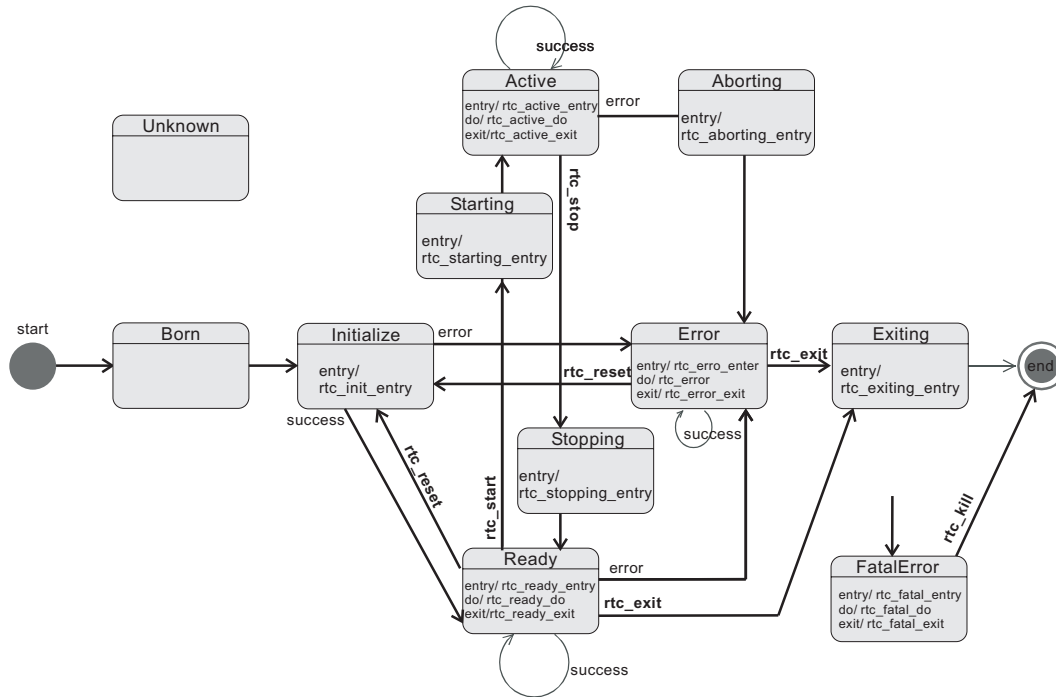 success
Active
entry/ rtc_active_entry
do/ rtc_active_do
exit/rtc_active_exit
error
Aborting
entry/
rtc_aborting_entry
Unknown
rtc_stop
Starting
entry/
rtc_starting_entry
start
Born
Initialize
entry/
rtc_init_entry
error
rtc_reset
Error
entry/ rtc_erro_enter
do/ rtc_error
exit/ rtc_error_exit
rtc_exit
Exiting
entry/
rtc_exiting_entry
end
success
success
Stopping
entry/
rtc_stopping_entry
rtc_reset
rtc_start
rtc_kill
Ready
entry/ rtc_ready_entry
do/ rtc_ready_do
exit/rtc_ready_exit
error
rtc_exit
FatalError
entry/ rtc_fatal_entry
do/ rtc_fatal_do
exit/ rtc_fatal_exit
success